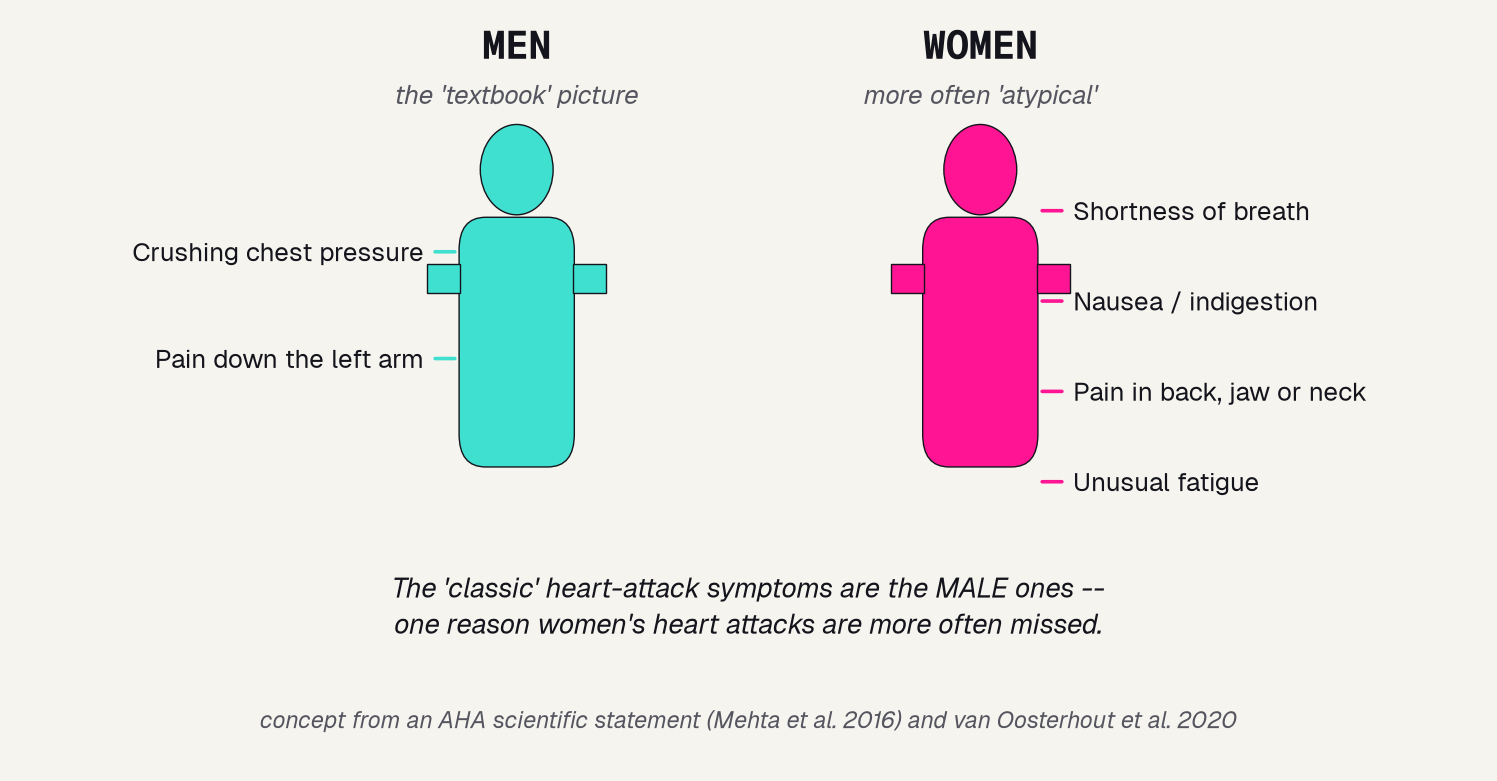 MEN
the 'textbook' picture
Crushing chest pressure
Pain down the left arm
WOMEN
more often 'atypical'
Shortness of breath
Nausea / indigestion
Pain in back, jaw or neck
Unusual fatigue
The 'classic' heart-attack symptoms are the MALE ones --
one reason women's heart attacks are more often missed.
concept from an AHA scientific statement (Mehta et al. 2016) and van Oosterhout et al. 2020